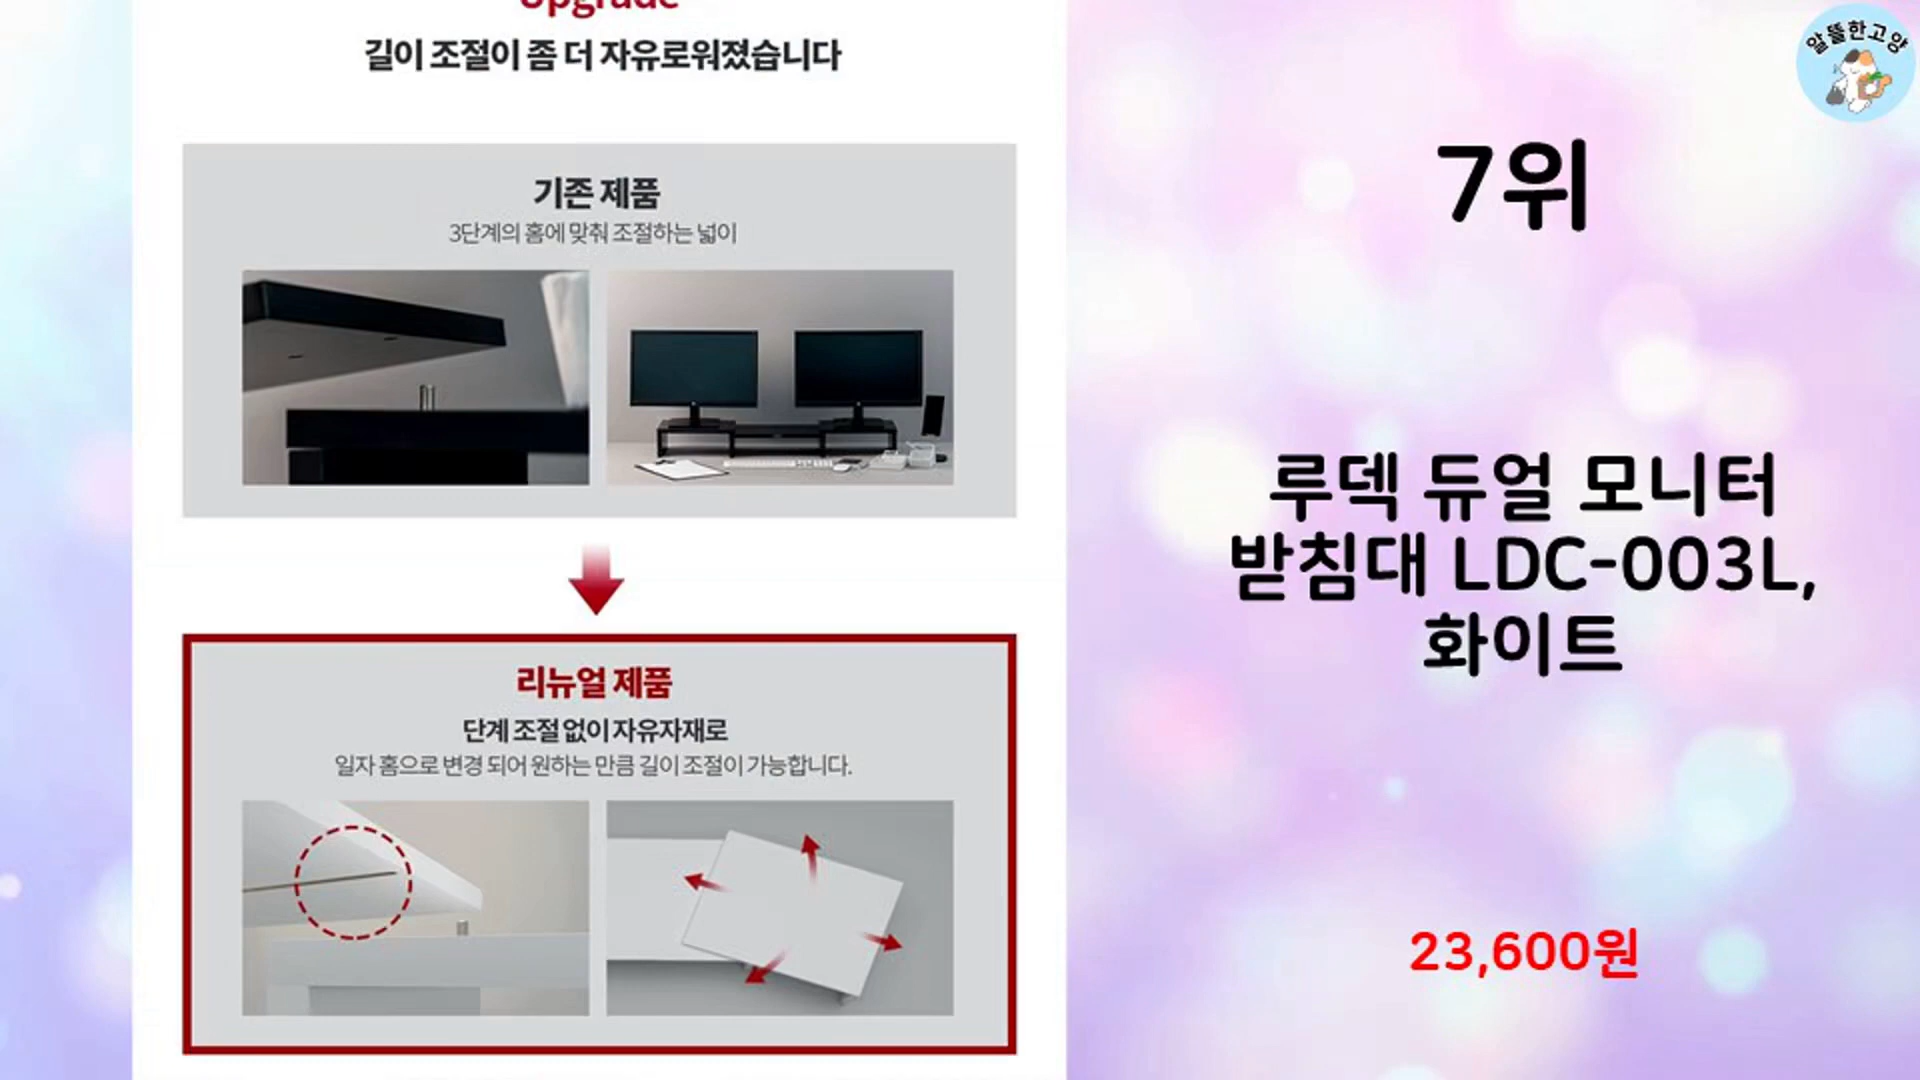 Upgrade
길이 조절이 좀 더 자유로워졌습니다
기존 제품
3단계의 홈에 맞춰 조절하는 넓이
리뉴얼 제품
단계 조절 없이 자유자재로
일자 홈으로 변경 되어 원하는 만큼 길이 조절이 가능합니다.
알뜰한고양
7위
루덱 듀얼 모니터
받침대 LDC-003L,
화이트
23,600원